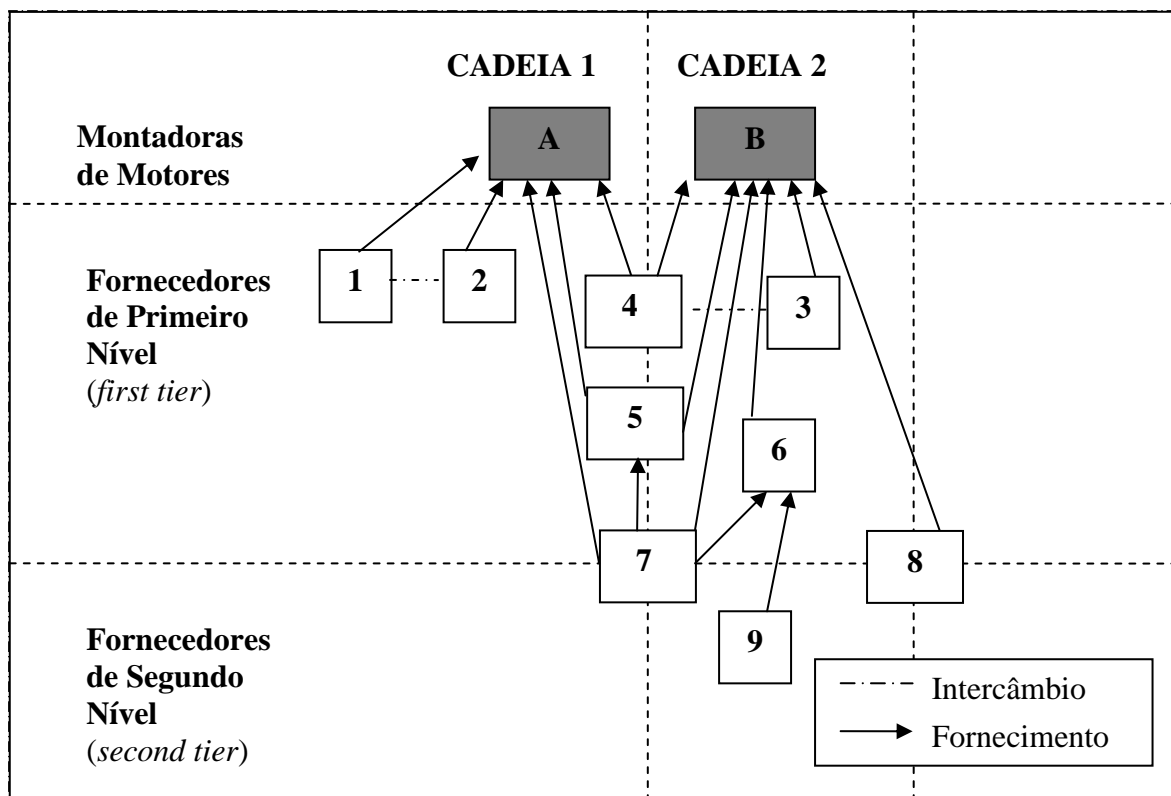 CADEIA 1 CADEIA 2
Montadoras
de Motores
A B
Fornecedores
de Primeiro
Nível
(first tier)
1 2 4 3
5
6
7 8
Fornecedores
de Segundo
Nível
(second tier)
9
Intercâmbio
Fornecimento